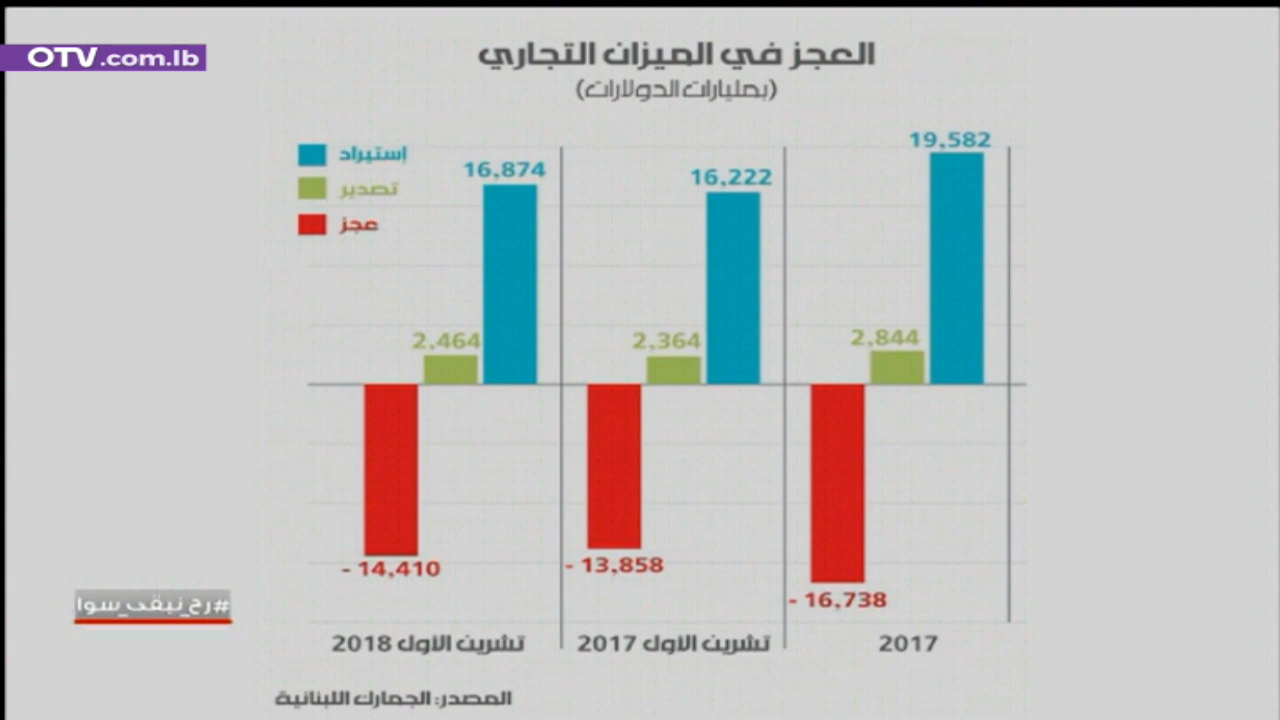 OTV.com.lb
العجز في الميزان التجاري
(بمليارات الدولارات)
إستيراد
تصدير
عجز
19,582
2,844
- 16,738
16,222
2,364
- 13,858
16,874
2,464
- 14,410
2017
تشرين الاول 2017
تشرين الاول 2018
#رح_نبقى_سوا
المصدر: الجمارك اللبنانية